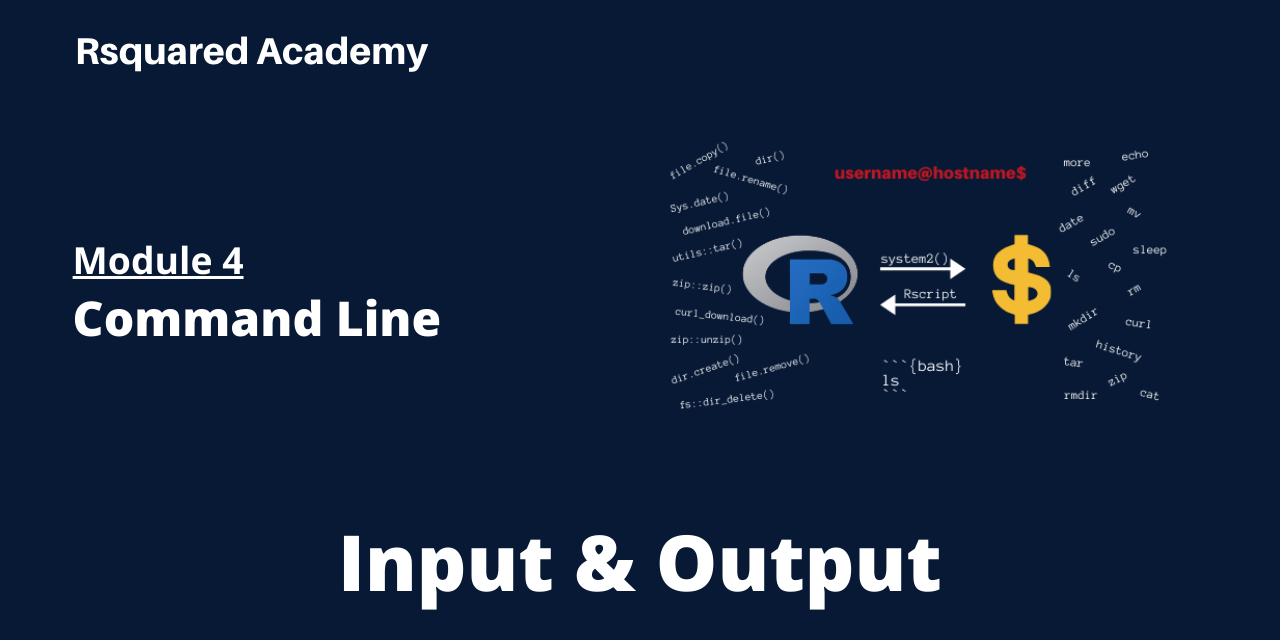 Rsquared Academy
Module 4
Command Line
file.copy()
dir()
file.rename()
Sys.date()
download.file()
utils::tar()
zip::zip()
curl_download()
zip::unzip()
dir.create()
file.remove()
fs::dir_delete()
username@hostname$
R
system2()
Rscript
$
```{bash}
ls
```
more
echo
diff
wget
date
mv
sudo
sleep
ls
cp
rm
mkdir
curl
history
tar
zip
rmdir
cat
Input & Output